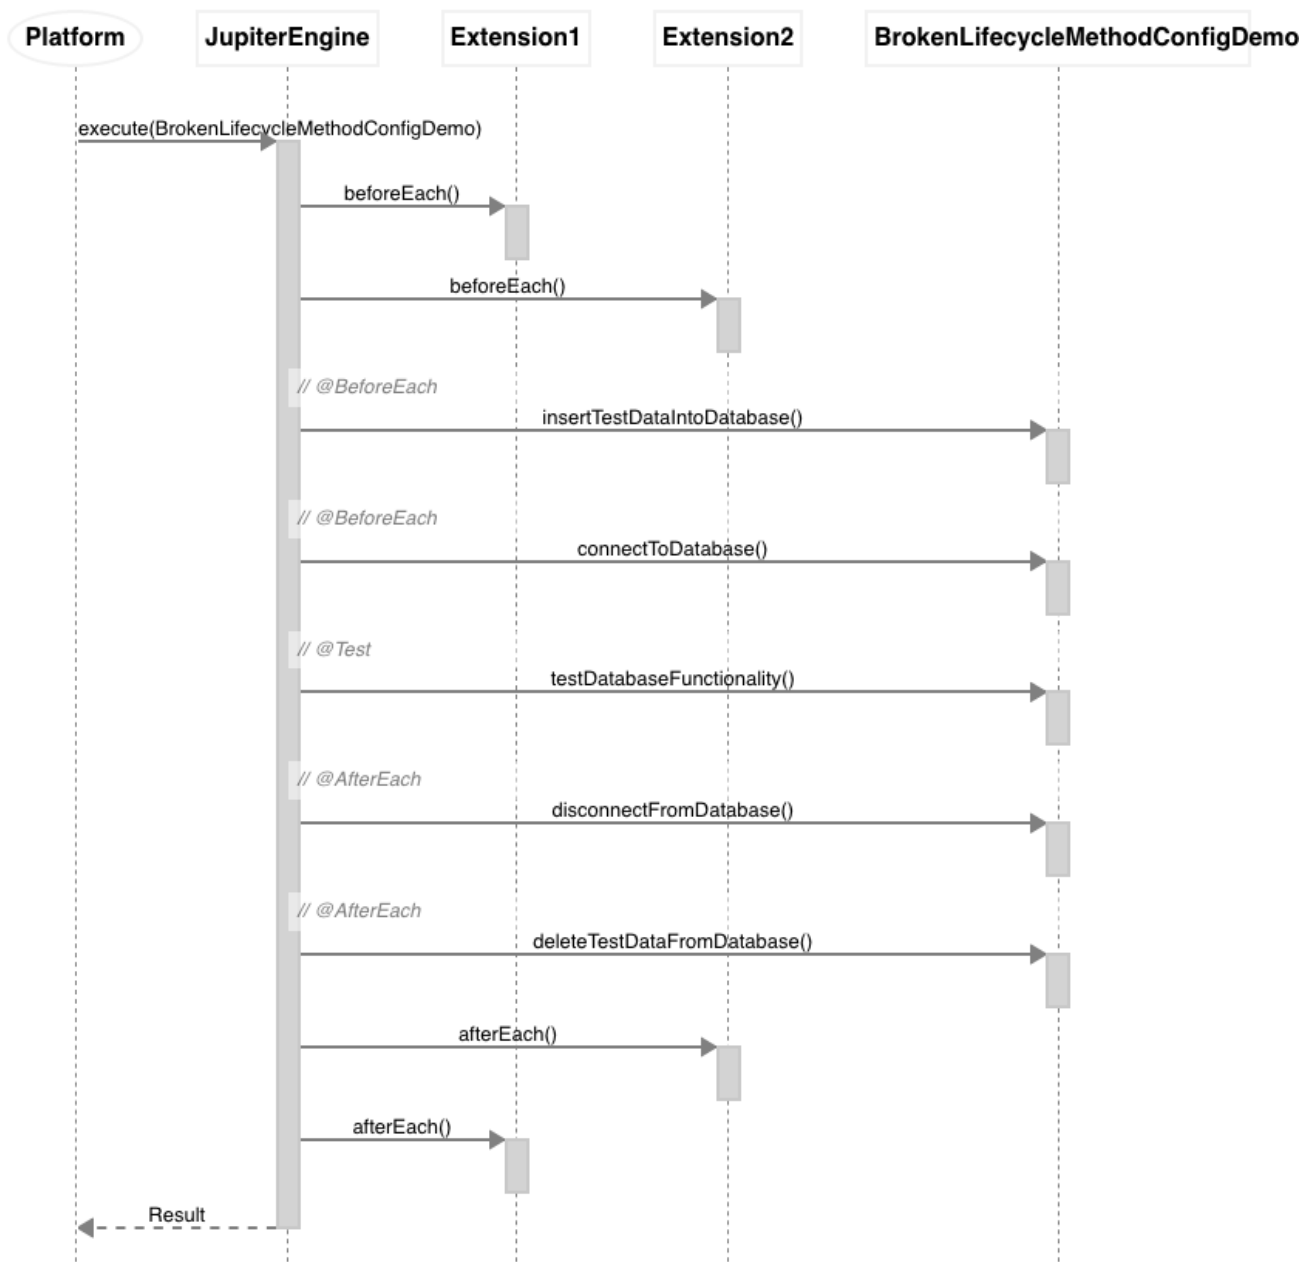 Platform JupiterEngine Extension1 Extension2 BrokenLifecycleMethodConfigDemo
execute(BrokenLifecycleMethodConfigDemo)
beforeEach()
beforeEach()
// @BeforeEach
insertTestDataIntoDatabase()
// @BeforeEach
connectToDatabase()
// @Test
testDatabaseFunctionality()
// @AfterEach
disconnectFromDatabase()
// @AfterEach
deleteTestDataFromDatabase()
afterEach()
afterEach()
Result